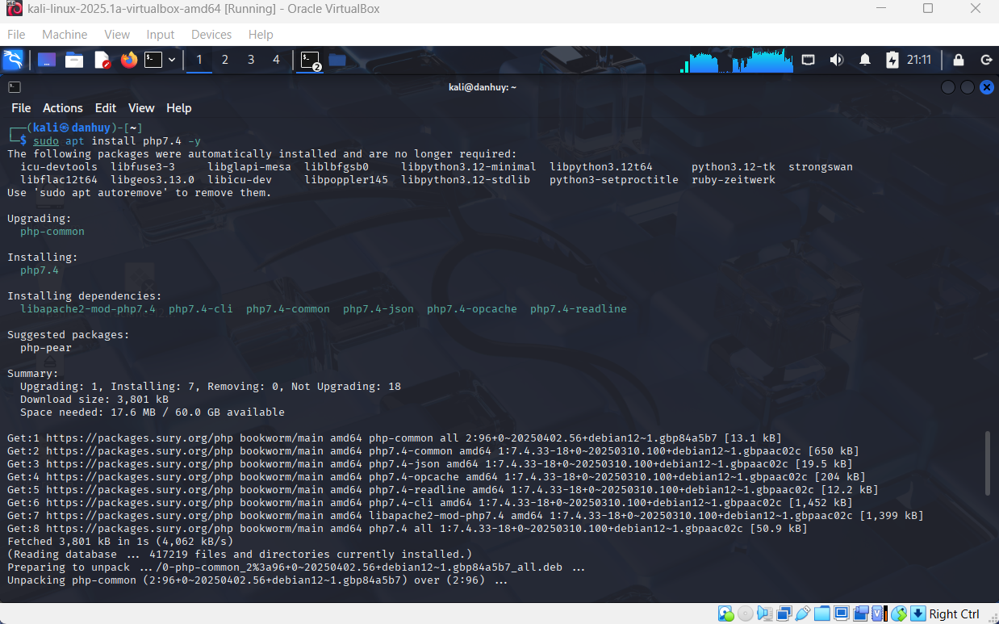 kali-linux-2025.1a-virtualbox-amd64 [Running] - Oracle VirtualBox
File Machine View Input Devices Help
1 2 3 4 2 21:11
kali@danhuy: ~
File Actions Edit View Help
┌──(kali㉿danhuy)-[~]
└─$ sudo apt install php7.4 -y
The following packages were automatically installed and are no longer required:
icu-devtools libfuse3-3 libglapi-mesa liblbfgsb0 libpython3.12-minimal libpython3.12t64 python3.12-tk strongswan
libflac12t64 libgeos3.13.0 libicu-dev libpoppler145 libpython3.12-stdlib python3-setproctitle ruby-zeitwerk
Use 'sudo apt autoremove' to remove them.
Upgrading:
php-common
Installing:
php7.4
Installing dependencies:
libapache2-mod-php7.4 php7.4-cli php7.4-common php7.4-json php7.4-opcache php7.4-readline
Suggested packages:
php-pear
Summary:
Upgrading: 1, Installing: 7, Removing: 0, Not Upgrading: 18
Download size: 3,801 kB
Space needed: 17.6 MB / 60.0 GB available
Get:1 https://packages.sury.org/php bookworm/main amd64 php-common all 2:96+0~20250402.56+debian12~1.gbp84a5b7 [13.1 kB]
Get:2 https://packages.sury.org/php bookworm/main amd64 php7.4-common amd64 1:7.4.33-18+0~20250310.100+debian12~1.gbpaac02c [650 kB]
Get:3 https://packages.sury.org/php bookworm/main amd64 php7.4-json amd64 1:7.4.33-18+0~20250310.100+debian12~1.gbpaac02c [19.5 kB]
Get:4 https://packages.sury.org/php bookworm/main amd64 php7.4-opcache amd64 1:7.4.33-18+0~20250310.100+debian12~1.gbpaac02c [204 kB]
Get:5 https://packages.sury.org/php bookworm/main amd64 php7.4-readline amd64 1:7.4.33-18+0~20250310.100+debian12~1.gbpaac02c [12.2 kB]
Get:6 https://packages.sury.org/php bookworm/main amd64 php7.4-cli amd64 1:7.4.33-18+0~20250310.100+debian12~1.gbpaac02c [1,452 kB]
Get:7 https://packages.sury.org/php bookworm/main amd64 libapache2-mod-php7.4 amd64 1:7.4.33-18+0~20250310.100+debian12~1.gbpaac02c [1,399 kB]
Get:8 https://packages.sury.org/php bookworm/main amd64 php7.4 all 1:7.4.33-18+0~20250310.100+debian12~1.gbpaac02c [50.9 kB]
Fetched 3,801 kB in 1s (4,062 kB/s)
(Reading database ... 417219 files and directories currently installed.)
Preparing to unpack .../0-php-common_2%3a96+0~20250402.56+debian12~1.gbp84a5b7_all.deb ...
Unpacking php-common (2:96+0~20250402.56+debian12~1.gbp84a5b7) over (2:96) ...
Right Ctrl